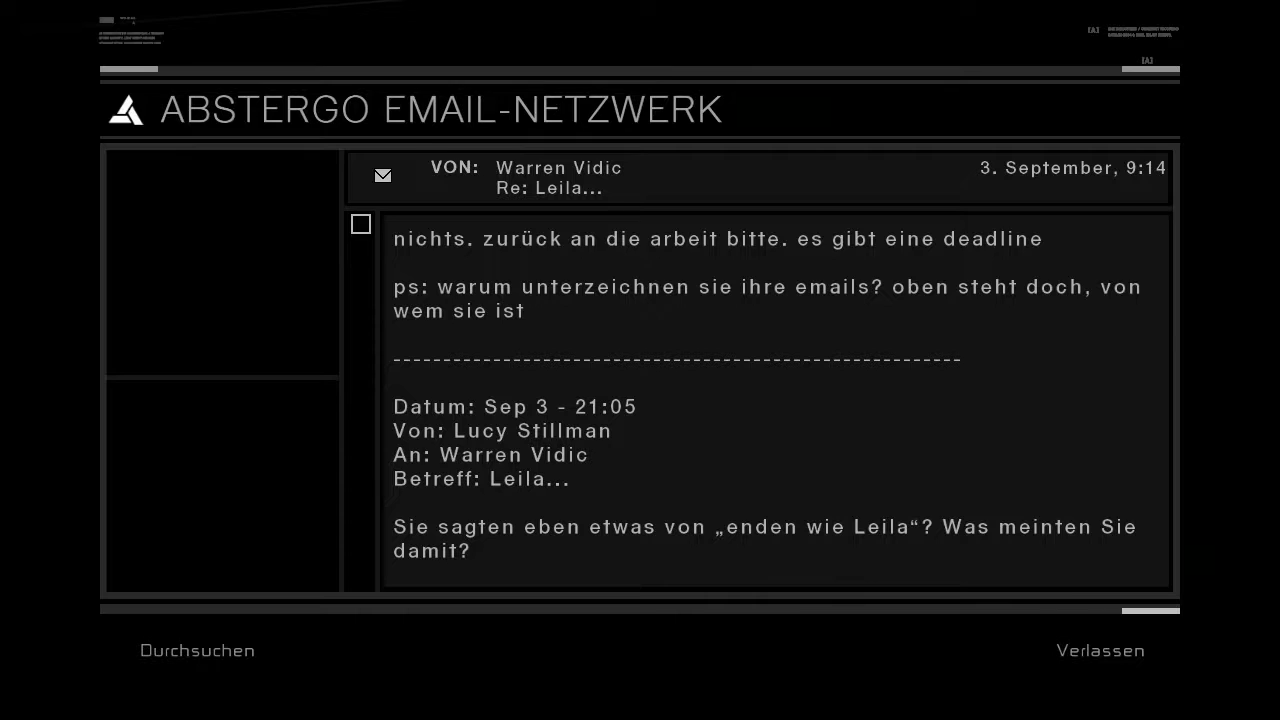 [A]
[A]
ABSTERGO EMAIL-NETZWERK
VON: Warren Vidic 3. September, 9:14
Re: Leila...
nichts. zurück an die arbeit bitte. es gibt eine deadline
ps: warum unterzeichnen sie ihre emails? oben steht doch, von
wem sie ist
---------------------------------------------------------
Datum: Sep 3 - 21:05
Von: Lucy Stillman
An: Warren Vidic
Betreff: Leila...
Sie sagten eben etwas von „enden wie Leila“? Was meinten Sie
damit?
Durchsuchen Verlassen